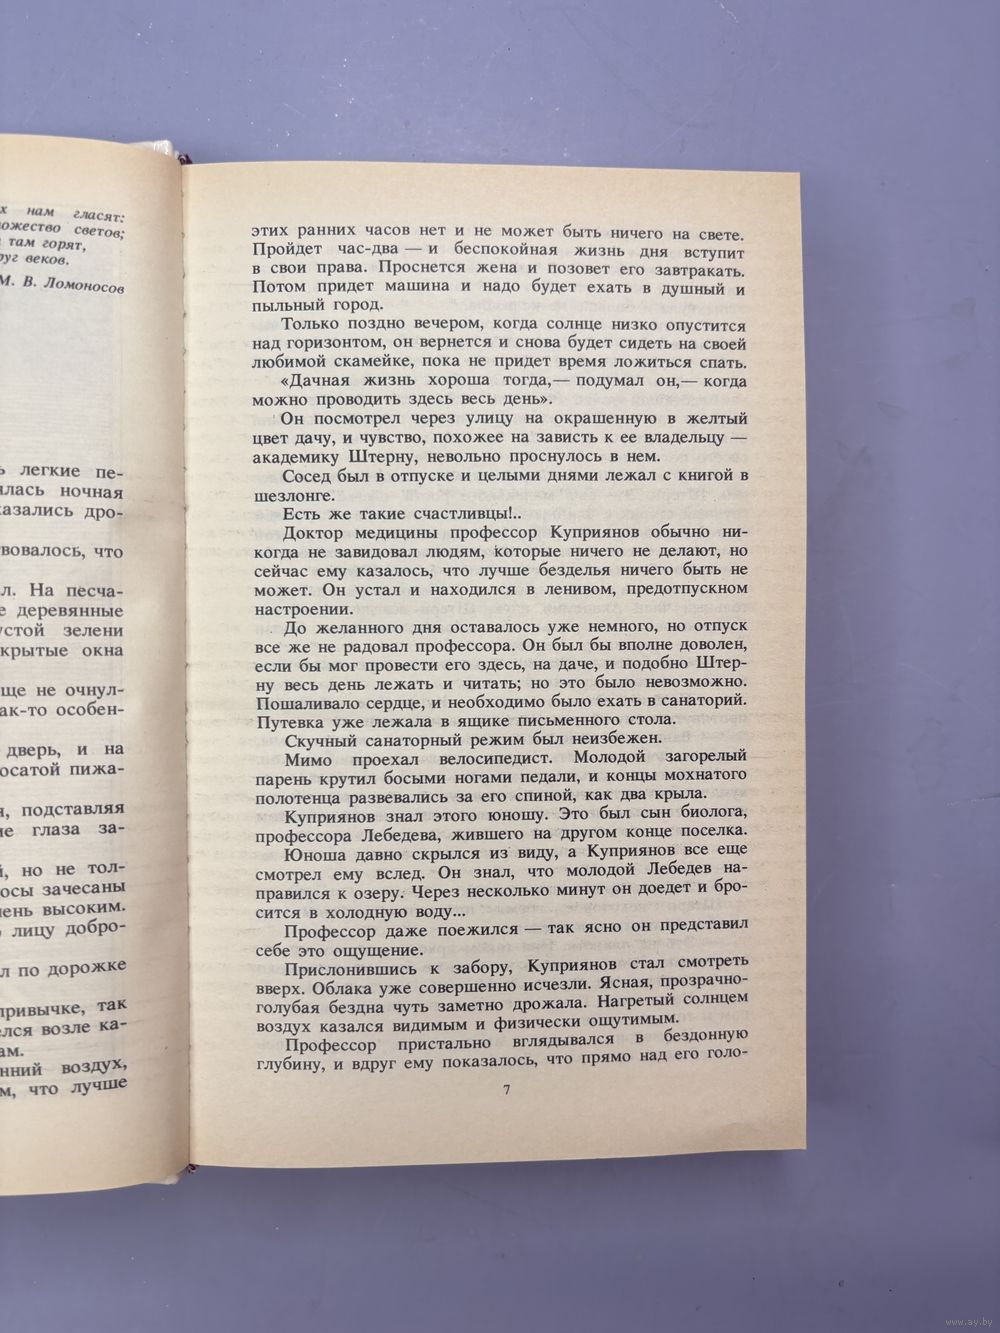 х нам гласят:
ожество светов;
там горят,
руг веков.
М. В. Ломоносов
легкие пе-
ялась ночная
казались дро-
вовалось, что
л. На песча-
е деревянные
устой зелени
крытые окна
ще не очнул-
ак-то особен-
дверь, и на
осатой пижа-
подставляя
ие глаза за-
й, но не тол-
осы зачесаны
ень высоким.
лицу добро-
л по дорожке
привычке, так
елся возле ка-
ам.
нний воздух,
м, что лучше
этих ранних часов нет и не может быть ничего на свете.
Пройдет час-два — и беспокойная жизнь дня вступит
в свои права. Проснется жена и позовет его завтракать.
Потом придет машина и надо будет ехать в душный и
пыльный город.
Только поздно вечером, когда солнце низко опустится
над горизонтом, он вернется и снова будет сидеть на своей
любимой скамейке, пока не придет время ложиться спать.
«Дачная жизнь хороша тогда,— подумал он,— когда
можно проводить здесь весь день».
Он посмотрел через улицу на окрашенную в желтый
цвет дачу, и чувство, похожее на зависть к ее владельцу —
академику Штерну, невольно проснулось в нем.
Сосед был в отпуске и целыми днями лежал с книгой в
шезлонге.
Есть же такие счастливцы!..
Доктор медицины профессор Куприянов обычно ни-
когда не завидовал людям, которые ничего не делают, но
сейчас ему казалось, что лучше безделья ничего быть не
может. Он устал и находился в ленивом, предотпускном
настроении.
До желанного дня оставалось уже немного, но отпуск
все же не радовал профессора. Он был бы вполне доволен,
если бы мог провести его здесь, на даче, и подобно Штер-
ну весь день лежать и читать; но это было невозможно.
Пошаливало сердце, и необходимо было ехать в санаторий.
Путевка уже лежала в ящике письменного стола.
Скучный санаторный режим был неизбежен.
Мимо проехал велосипедист. Молодой загорелый
парень крутил босыми ногами педали, и концы мохнатого
полотенца развевались за его спиной, как два крыла.
Куприянов знал этого юношу. Это был сын биолога,
профессора Лебедева, жившего на другом конце поселка.
Юноша давно скрылся из виду, а Куприянов все еще
смотрел ему вслед. Он знал, что молодой Лебедев на-
правился к озеру. Через несколько минут он доедет и бро-
сится в холодную воду...
Профессор даже поежился — так ясно он представил
себе это ощущение.
Прислонившись к забору, Куприянов стал смотреть
вверх. Облака уже совершенно исчезли. Ясная, прозрачно-
голубая бездна чуть заметно дрожала. Нагретый солнцем
воздух казался видимым и физически ощутимым.
Профессор пристально вглядывался в бездонную
глубину, и вдруг ему показалось, что прямо над его голо-
7
www.ay.by